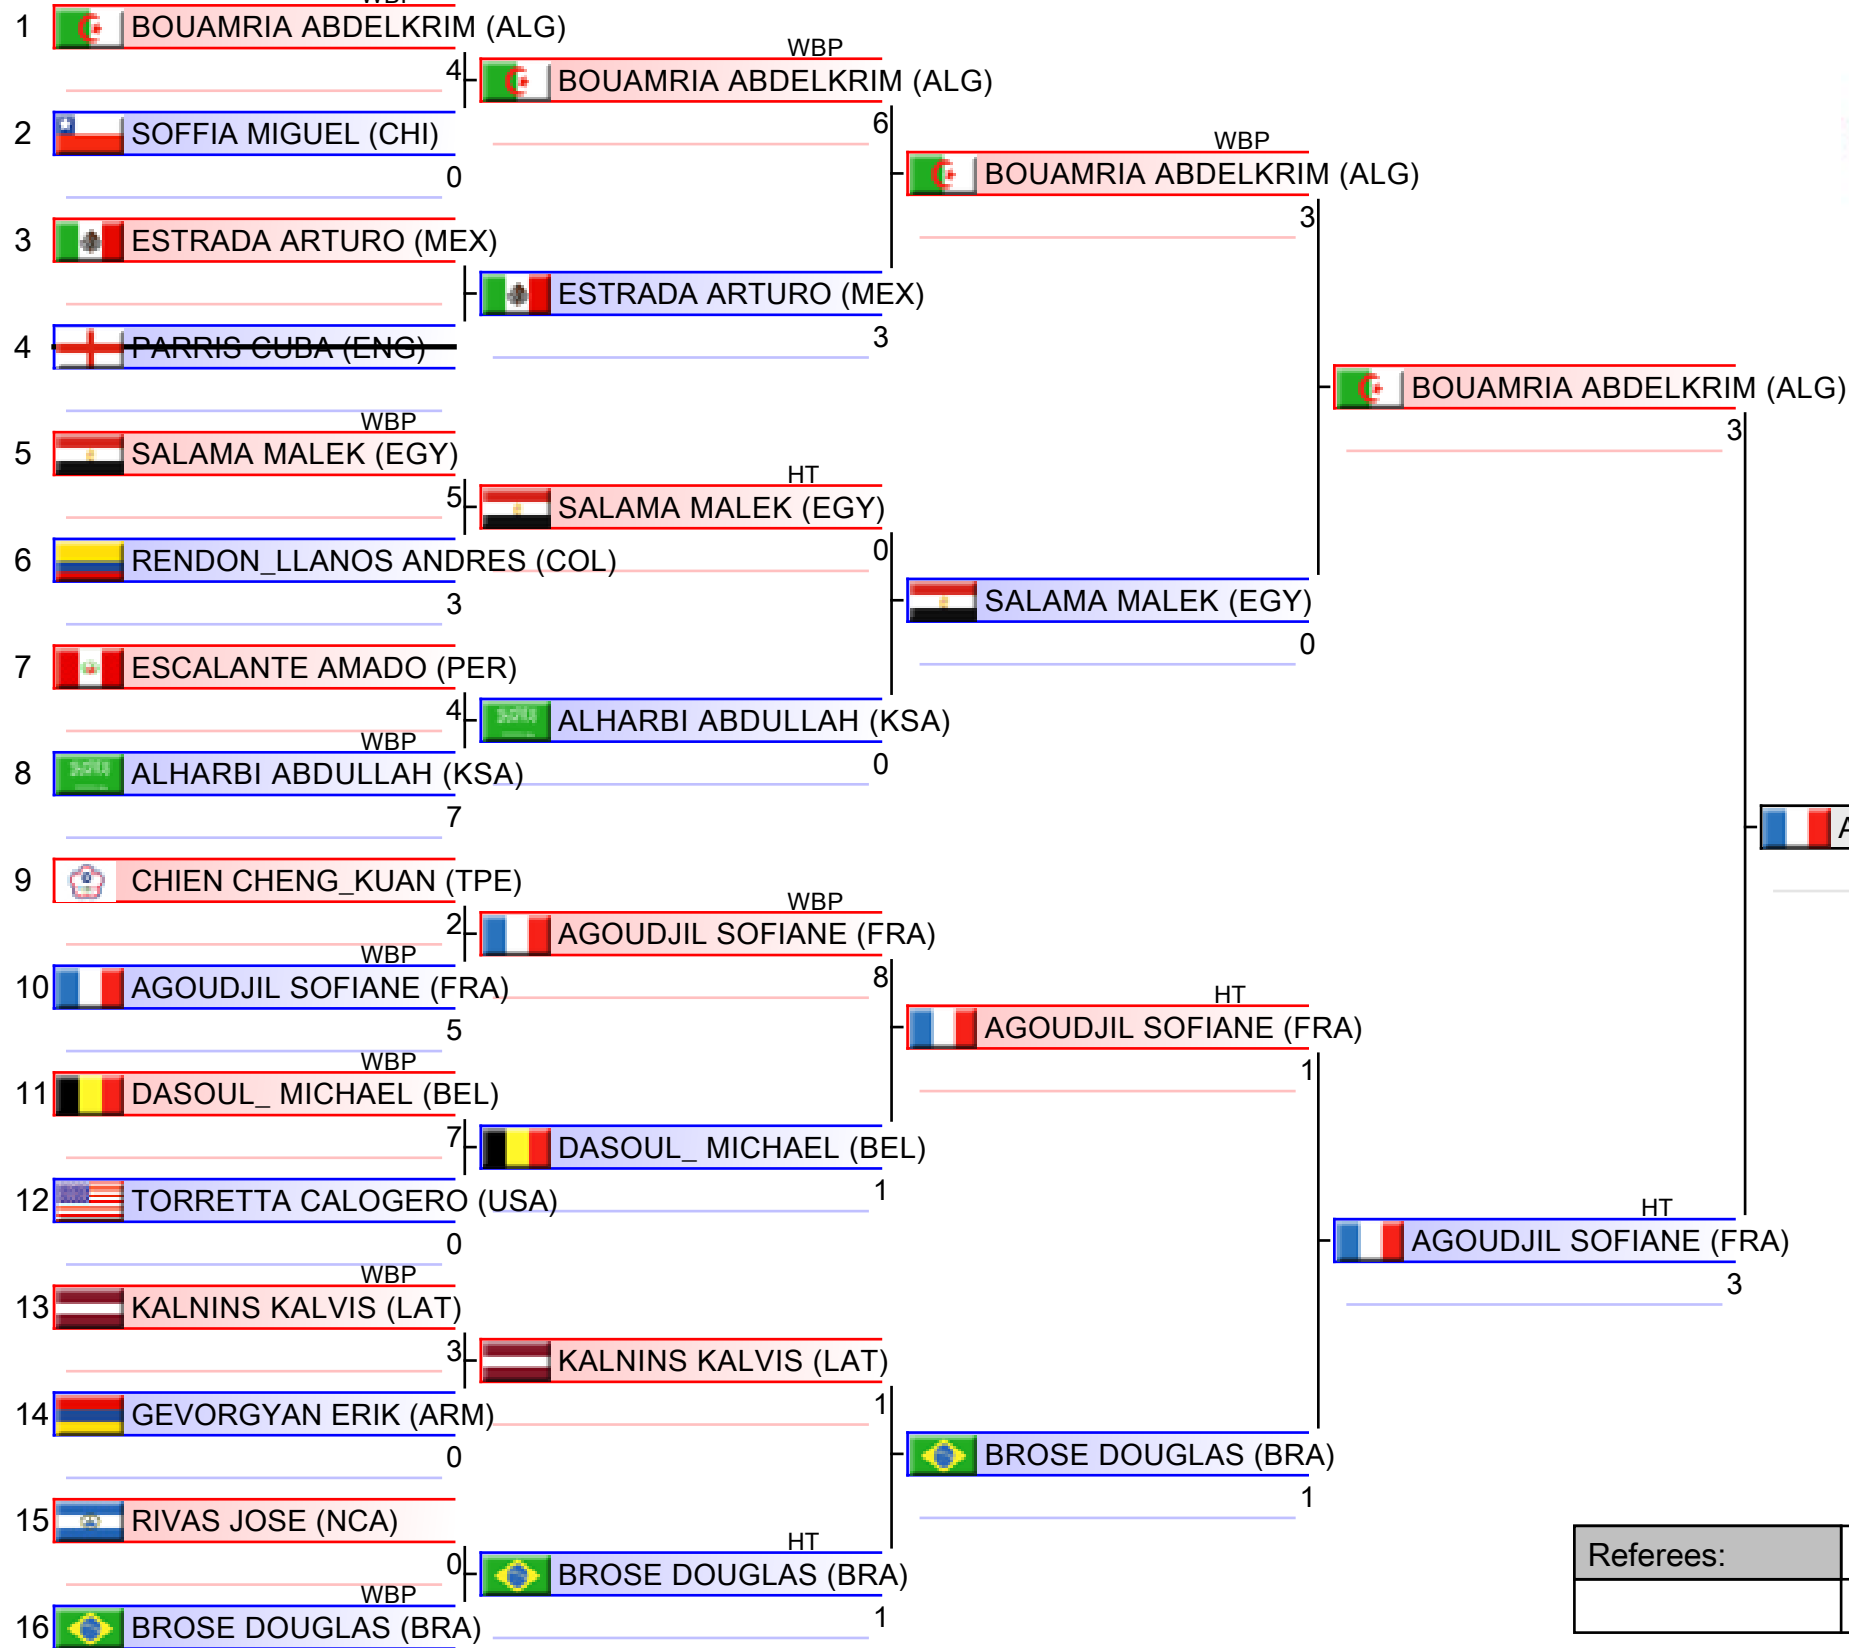 WBP
1 BOUAMRIA ABDELKRIM (ALG)
4
2 SOFFIA MIGUEL (CHI)
0
3 ESTRADA ARTURO (MEX)
4 PARRIS CUBA (ENG)
WBP
5 SALAMA MALEK (EGY)
5
6 RENDON_LLANOS ANDRES (COL)
3
7 ESCALANTE AMADO (PER)
4
WBP
8 ALHARBI ABDULLAH (KSA)
7
9 CHIEN CHENG_KUAN (TPE)
2
WBP
10 AGOUDJIL SOFIANE (FRA)
5
WBP
11 DASOUL_ MICHAEL (BEL)
7
12 TORRETTA CALOGERO (USA)
0
WBP
13 KALNINS KALVIS (LAT)
3
14 GEVORGYAN ERIK (ARM)
0
15 RIVAS JOSE (NCA)
0
WBP
16 BROSE DOUGLAS (BRA)
WBP
BOUAMRIA ABDELKRIM (ALG)
6
ESTRADA ARTURO (MEX)
3
HT
SALAMA MALEK (EGY)
0
ALHARBI ABDULLAH (KSA)
0
WBP
AGOUDJIL SOFIANE (FRA)
8
DASOUL_ MICHAEL (BEL)
1
KALNINS KALVIS (LAT)
1
HT
BROSE DOUGLAS (BRA)
1
WBP
BOUAMRIA ABDELKRIM (ALG)
3
SALAMA MALEK (EGY)
0
HT
AGOUDJIL SOFIANE (FRA)
1
BROSE DOUGLAS (BRA)
1
BOUAMRIA ABDELKRIM (ALG)
3
HT
AGOUDJIL SOFIANE (FRA)
3
Referees: